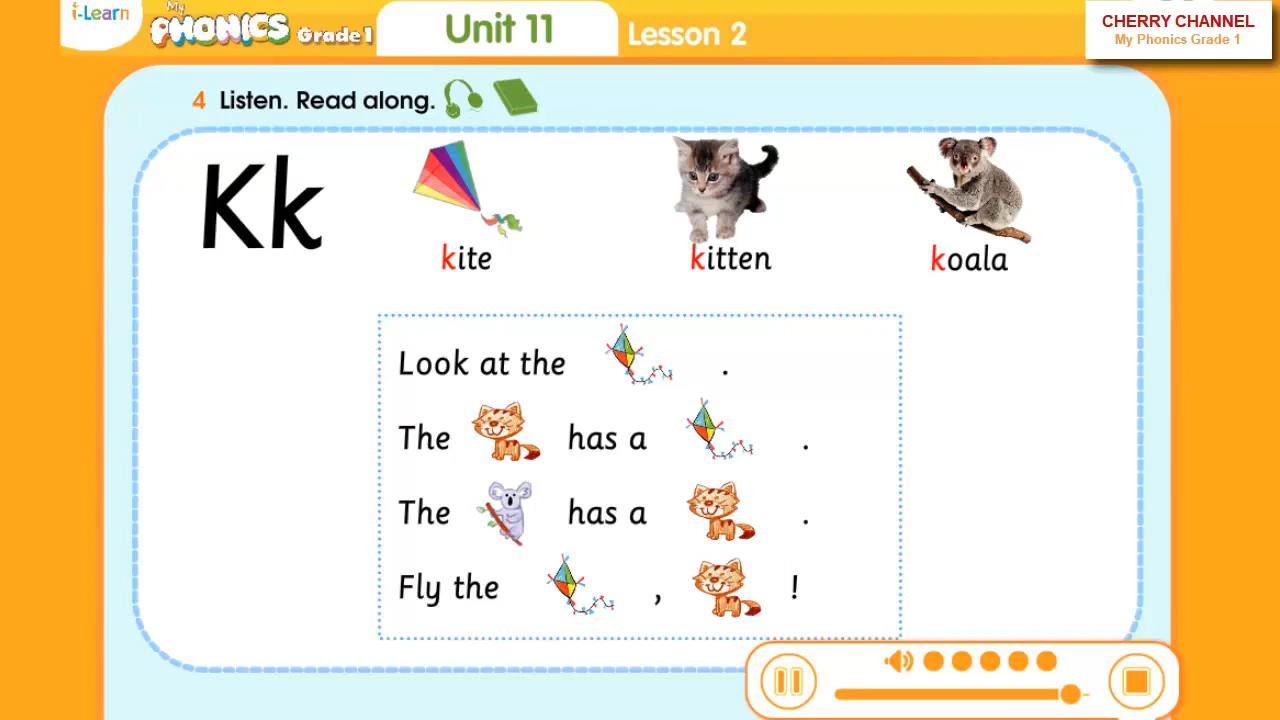 i-Learn
My
PHONICS Grade 1
Unit 11
Lesson 2
CHERRY CHANNEL
My Phonics Grade 1
4 Listen. Read along.
Kk
kite
kitten
koala
Look at the .
The has a .
The has a .
Fly the , !